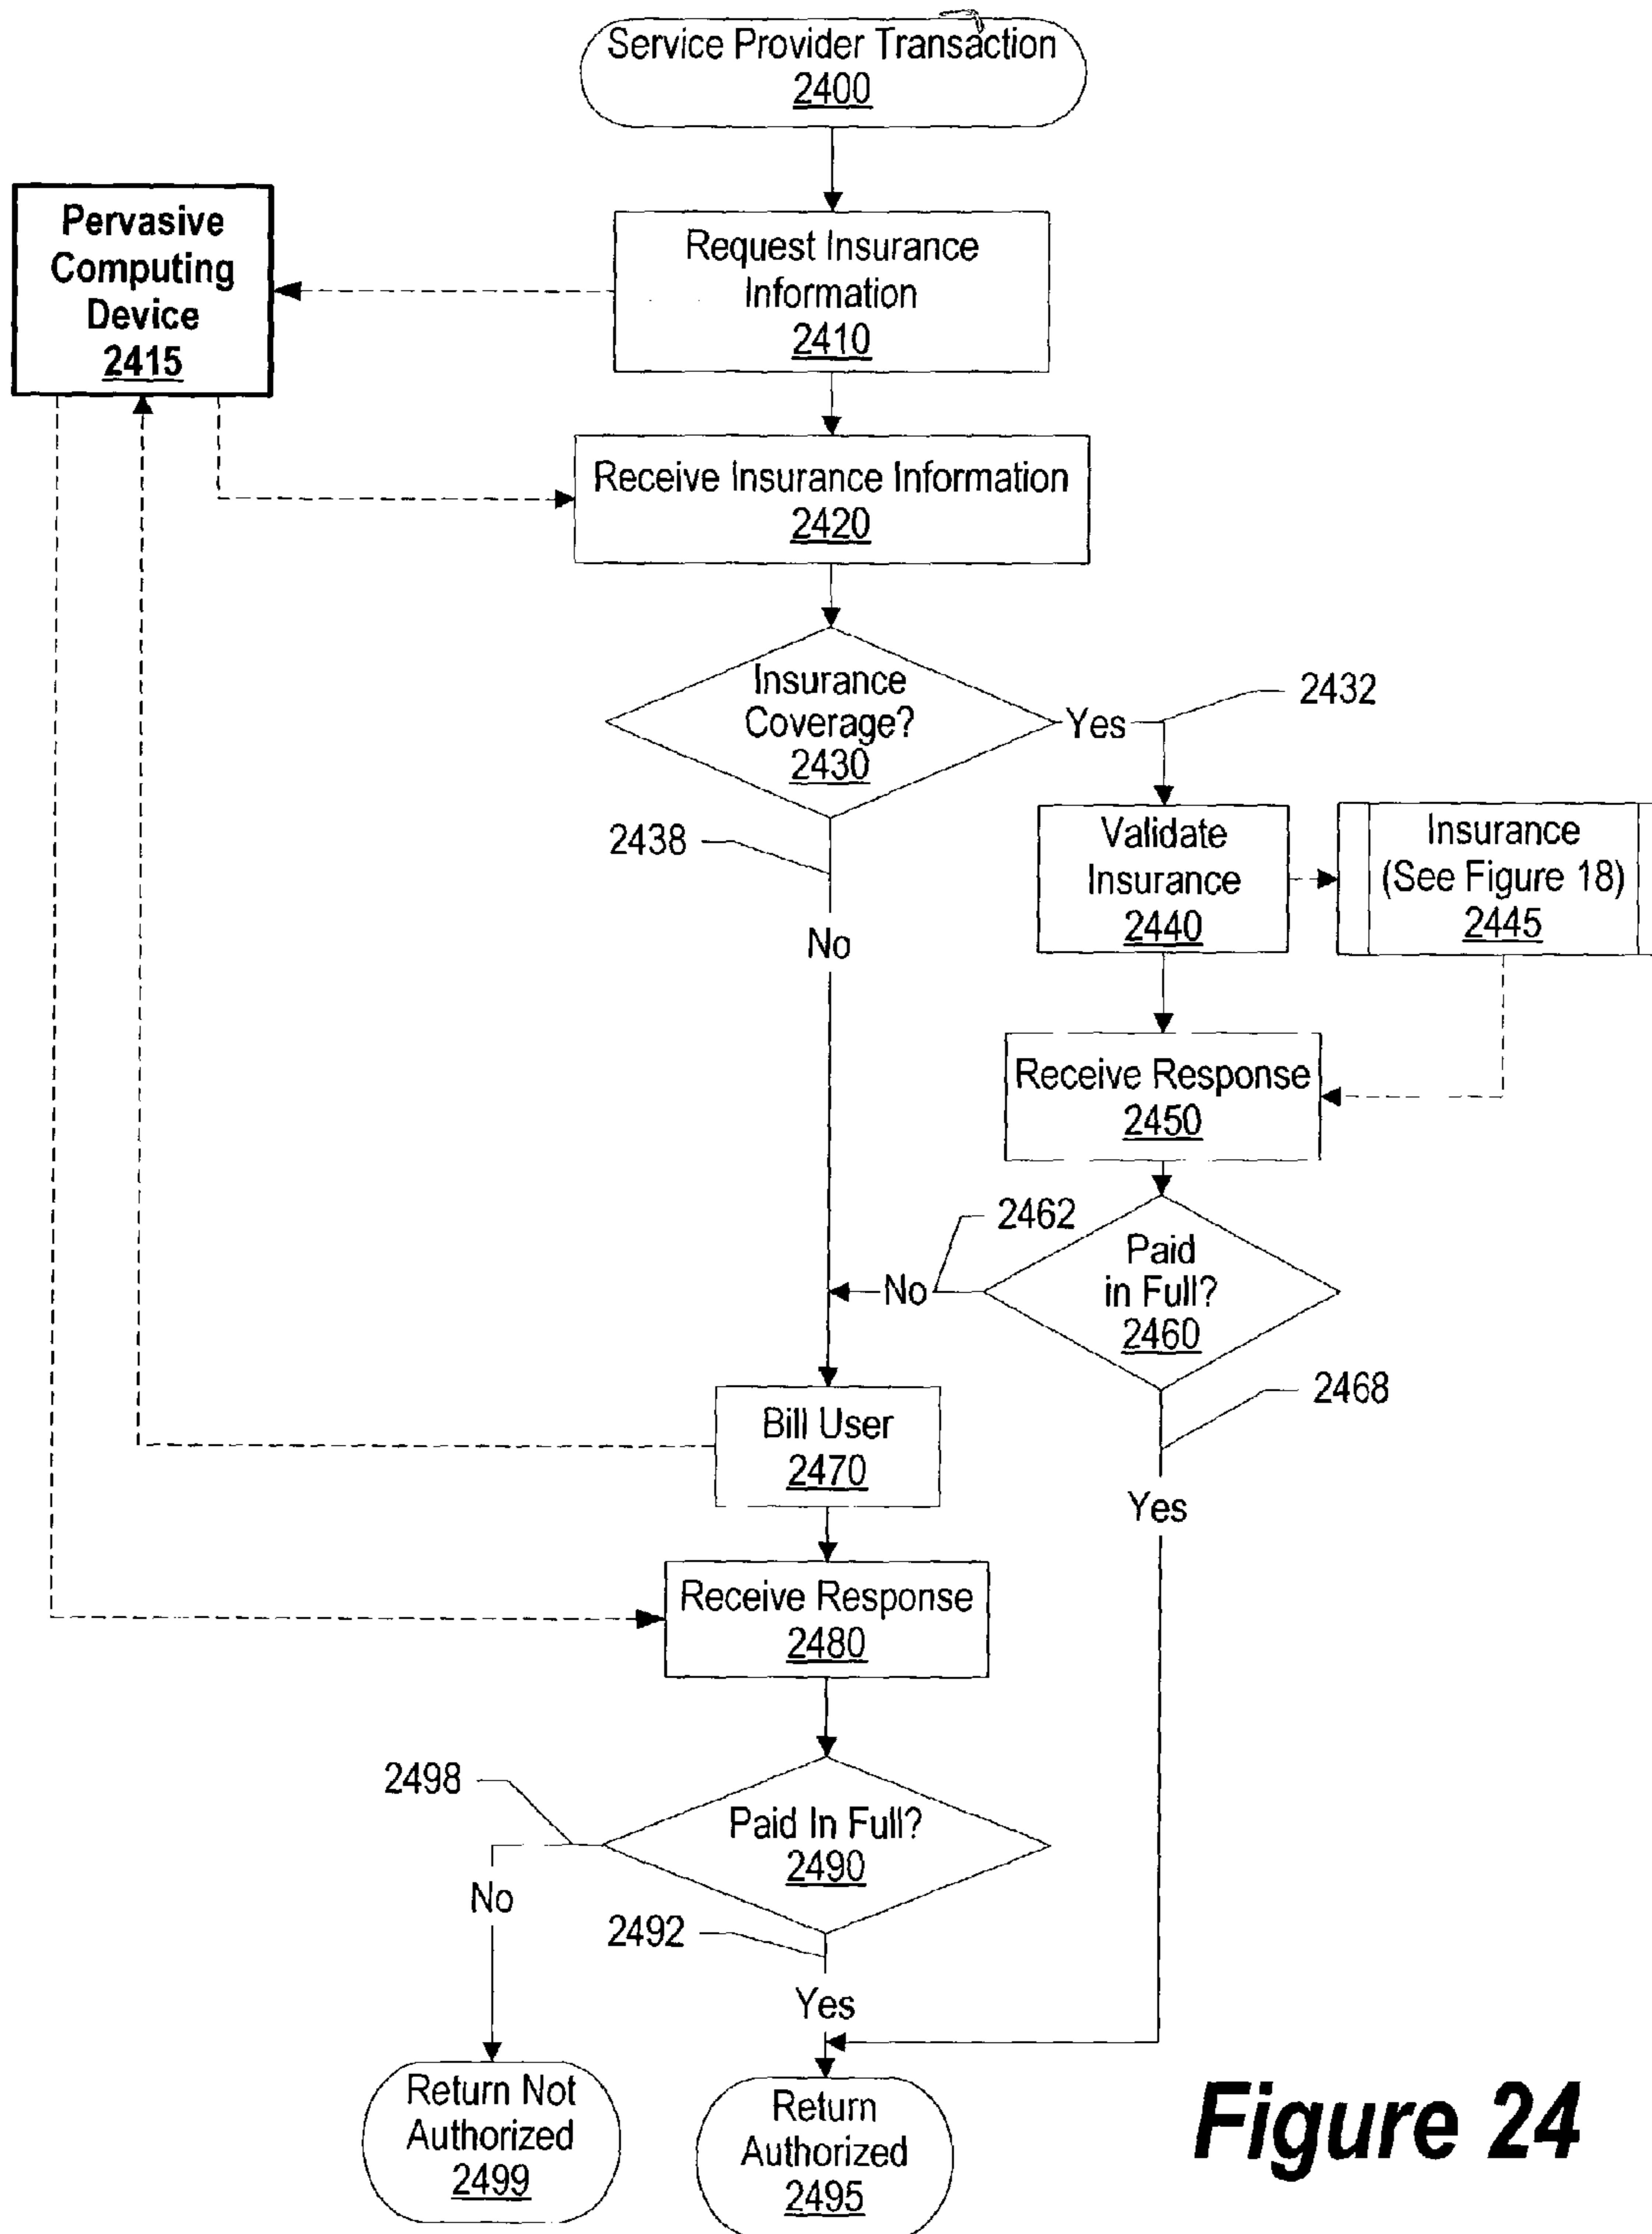 Service Provider Transaction
2400
Pervasive
Computing
Device
2415
Request Insurance
Information
2410
Receive Insurance Information
2420
Insurance
Coverage?
2430
Yes
2432
2438
No
Validate
Insurance
2440
Insurance
(See Figure 18)
2445
Receive Response
2450
2462
No
Paid
in Full?
2460
2468
Yes
Bill User
2470
Receive Response
2480
2498
No
Paid In Full?
2490
2492
Yes
Return Not
Authorized
2499
Return
Authorized
2495
Figure 24